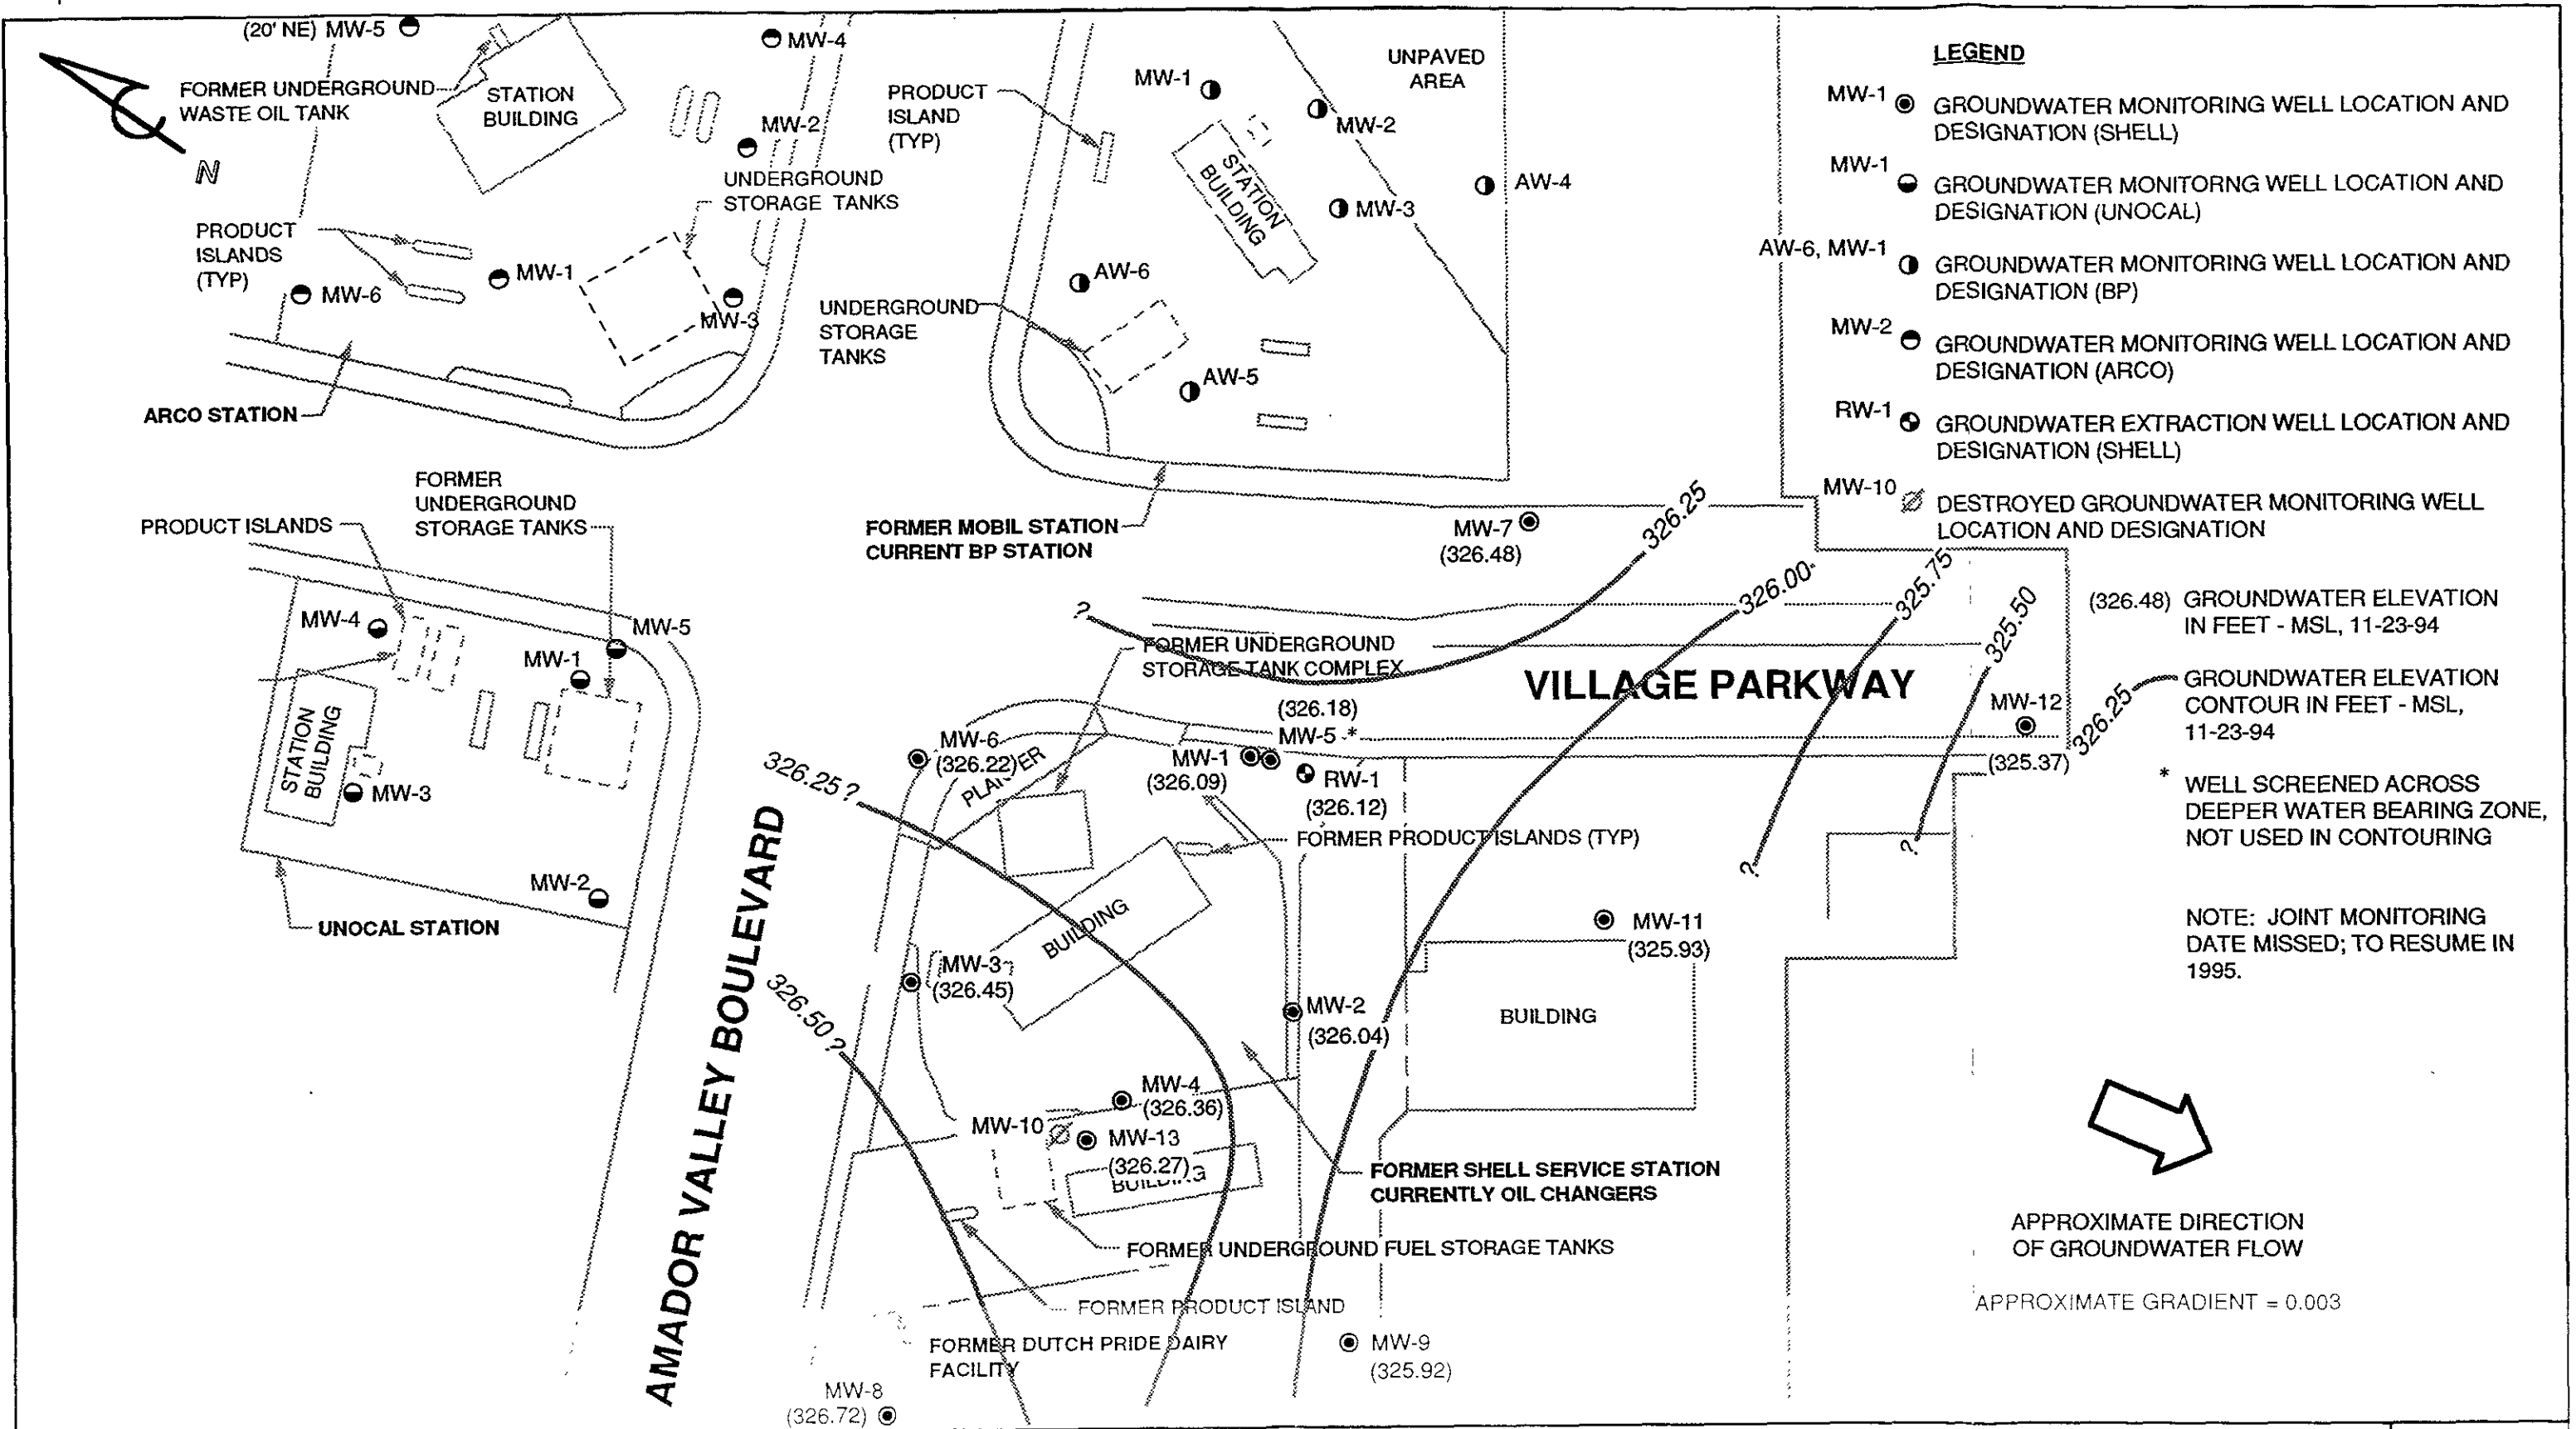 (20' NE) MW-5
MW-4
FORMER UNDERGROUND
WASTE OIL TANK
STATION
BUILDING
MW-2
N
UNDERGROUND
STORAGE TANKS
PRODUCT
ISLANDS
(TYP)
MW-1
MW-6
MW-3
ARCO STATION
PRODUCT
ISLAND
(TYP)
MW-1
MW-2
UNPAVED
AREA
STATION
BUILDING
AW-4
MW-3
AW-6
UNDERGROUND
STORAGE
TANKS
AW-5
FORMER MOBIL STATION
CURRENT BP STATION
MW-7
(326.48)
326.25
326.00
325.75
325.50
LEGEND
MW-1
GROUNDWATER MONITORING WELL LOCATION AND
DESIGNATION (SHELL)
MW-1
GROUNDWATER MONITORNG WELL LOCATION AND
DESIGNATION (UNOCAL)
AW-6, MW-1
GROUNDWATER MONITORING WELL LOCATION AND
DESIGNATION (BP)
MW-2
GROUNDWATER MONITORING WELL LOCATION AND
DESIGNATION (ARCO)
RW-1
GROUNDWATER EXTRACTION WELL LOCATION AND
DESIGNATION (SHELL)
MW-10
DESTROYED GROUNDWATER MONITORING WELL
LOCATION AND DESIGNATION
(326.48) GROUNDWATER ELEVATION
IN FEET - MSL, 11-23-94
326.25
GROUNDWATER ELEVATION
CONTOUR IN FEET - MSL,
11-23-94
* WELL SCREENED ACROSS
DEEPER WATER BEARING ZONE,
NOT USED IN CONTOURING
NOTE: JOINT MONITORING
DATE MISSED; TO RESUME IN
1995.
FORMER
UNDERGROUND
STORAGE TANKS
PRODUCT ISLANDS
MW-4
MW-5
MW-1
STATION
BUILDING
MW-3
MW-2
UNOCAL STATION
?
FORMER UNDERGROUND
STORAGE TANK COMPLEX
VILLAGE PARKWAY
(326.18)
MW-5 *
MW-6
(326.22)
PLANTER
MW-1
(326.09)
RW-1
(326.12)
MW-12
(325.37)
326.25 ?
FORMER PRODUCT ISLANDS (TYP)
?
?
BUILDING
MW-11
(325.93)
MW-3
(326.45)
326.50 ?
MW-2
(326.04)
BUILDING
AMADOR VALLEY BOULEVARD
MW-4
(326.36)
MW-10
MW-13
(326.27)
BUILDING
FORMER SHELL SERVICE STATION
CURRENTLY OIL CHANGERS
FORMER UNDERGROUND FUEL STORAGE TANKS
FORMER PRODUCT ISLAND
FORMER DUTCH PRIDE DAIRY
FACILITY
MW-9
(325.92)
MW-8
(326.72)
APPROXIMATE DIRECTION
OF GROUNDWATER FLOW
APPROXIMATE GRADIENT = 0.003